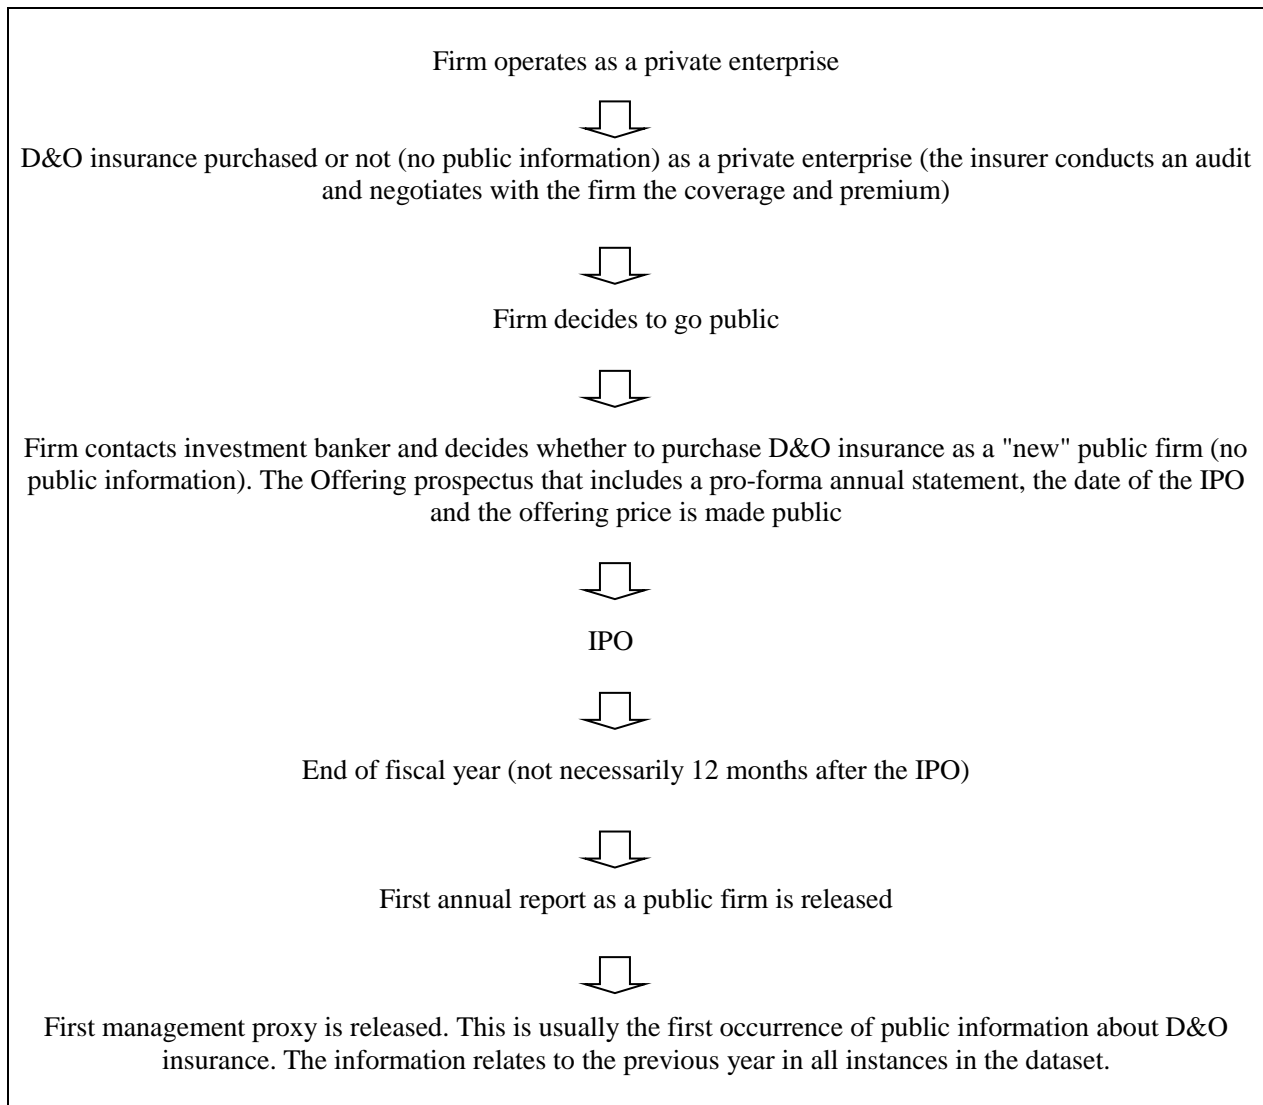 Firm operates as a private enterprise
D&O insurance purchased or not (no public information) as a private enterprise (the insurer conducts an audit
and negotiates with the firm the coverage and premium)
Firm decides to go public
Firm contacts investment banker and decides whether to purchase D&O insurance as a "new" public firm (no
public information). The Offering prospectus that includes a pro-forma annual statement, the date of the IPO
and the offering price is made public
IPO
End of fiscal year (not necessarily 12 months after the IPO)
First annual report as a public firm is released
First management proxy is released. This is usually the first occurrence of public information about D&O
insurance. The information relates to the previous year in all instances in the dataset.